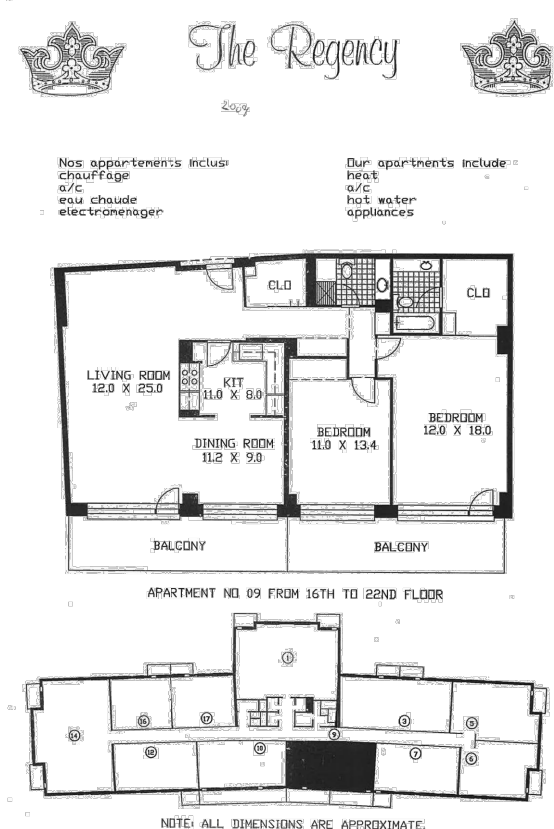 The Regency
2009
Nos appartements inclus:
chauffage
a/c
eau chaude
electromenager
Our apartments include
heat
a/c
hot water
appliances
CLO
CLO
LIVING ROOM
12.0 X 25.0
KIT
11.0 X 8.0
DINING ROOM
11.2 X 9.0
BEDROOM
11.0 X 13.4
BEDROOM
12.0 X 18.0
BALCONY
BALCONY
APARTMENT NO. 09 FROM 16TH TO 22ND FLOOR
1
16
17
3
5
14
9
12
10
7
6
NOTE: ALL DIMENSIONS ARE APPROXIMATE.